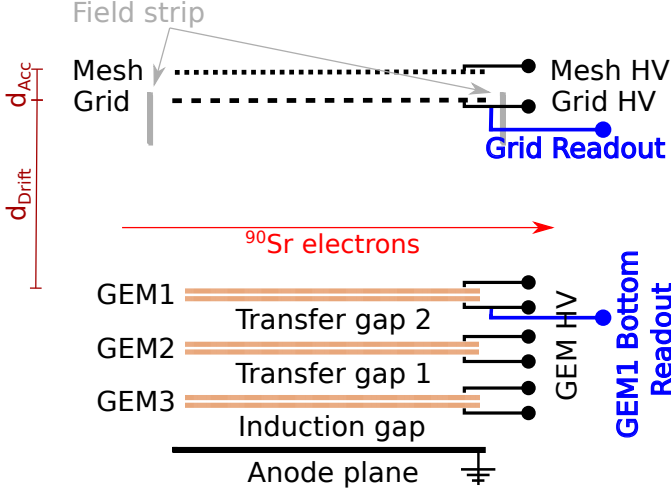 Field strip
d_Acc
Mesh
Mesh HV
Grid
Grid HV
Grid Readout
d_Drift
⁹⁰Sr electrons
GEM1
Transfer gap 2
GEM2
Transfer gap 1
GEM3
Induction gap
Anode plane
GEM HV
GEM1 Bottom
Readout